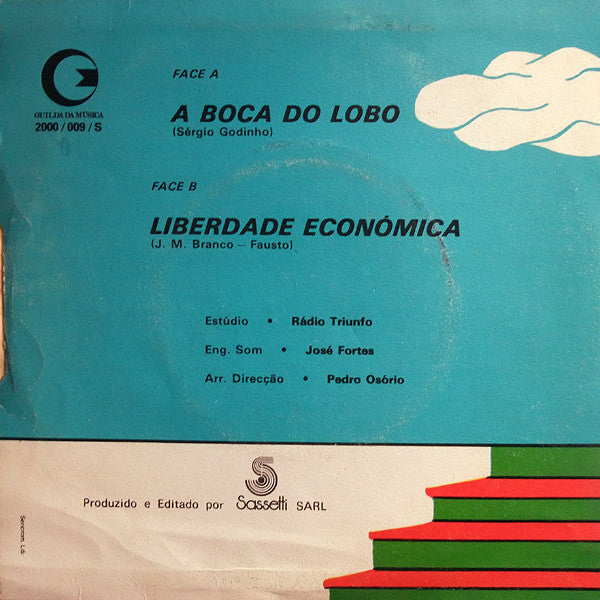 FACE A
A BOCA DO LOBO
(Sérgio Godinho)
GUILDA DA MÚSICA
2000 / 009 / S
FACE B
LIBERDADE ECONÓMICA
(J. M. Branco — Fausto)
Estúdio • Rádio Triunfo
Eng. Som • José Fortes
Arr. Direcção • Pedro Osório
Produzido e Editado por Sassetti SARL